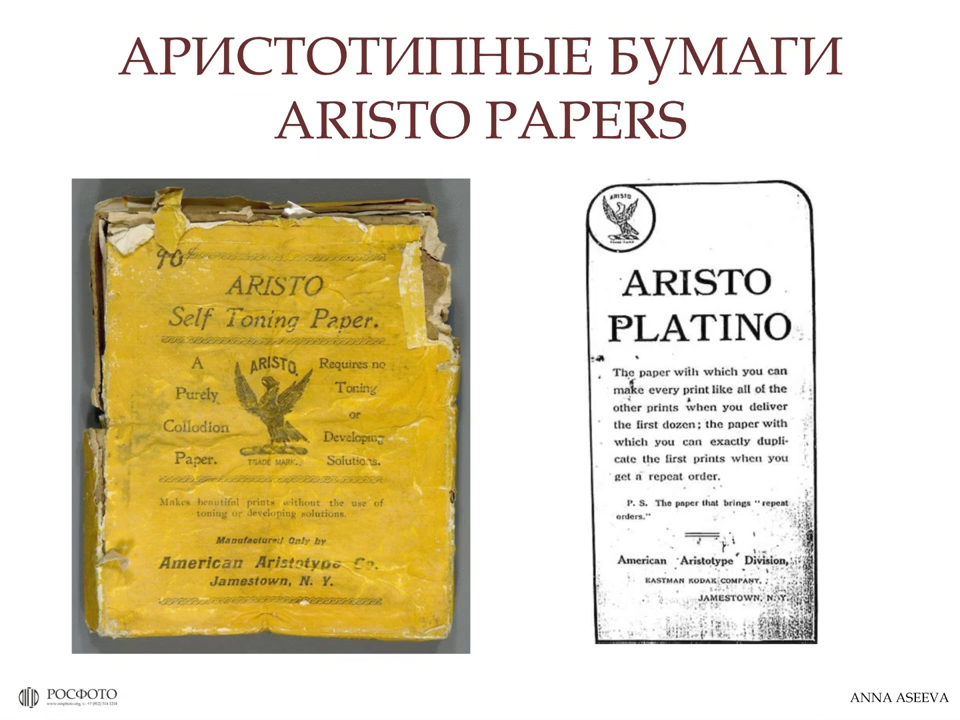 АРИСТОТИПНЫЕ БУМАГИ
ARISTO PAPERS
90¢
ARISTO
Self Toning Paper.
A
Purely
Collodion
Paper.
ARISTO.
TRADE MARK.
Requires no
Toning
or
Developing
Solutions.
Makes beautiful prints without the use of
toning or developing solutions.
Manufactured Only by
American Aristotype Co.
Jamestown, N. Y.
ARISTO
TRADE MARK
ARISTO
PLATINO
The paper with which you can
make every print like all of the
other prints when you deliver
the first dozen; the paper with
which you can exactly dupli-
cate the first prints when you
get a repeat order.
P. S. The paper that brings "repeat
orders."
American Aristotype Division,
EASTMAN KODAK COMPANY,
JAMESTOWN, N. Y.
РОСФОТО
ANNA ASEEVA